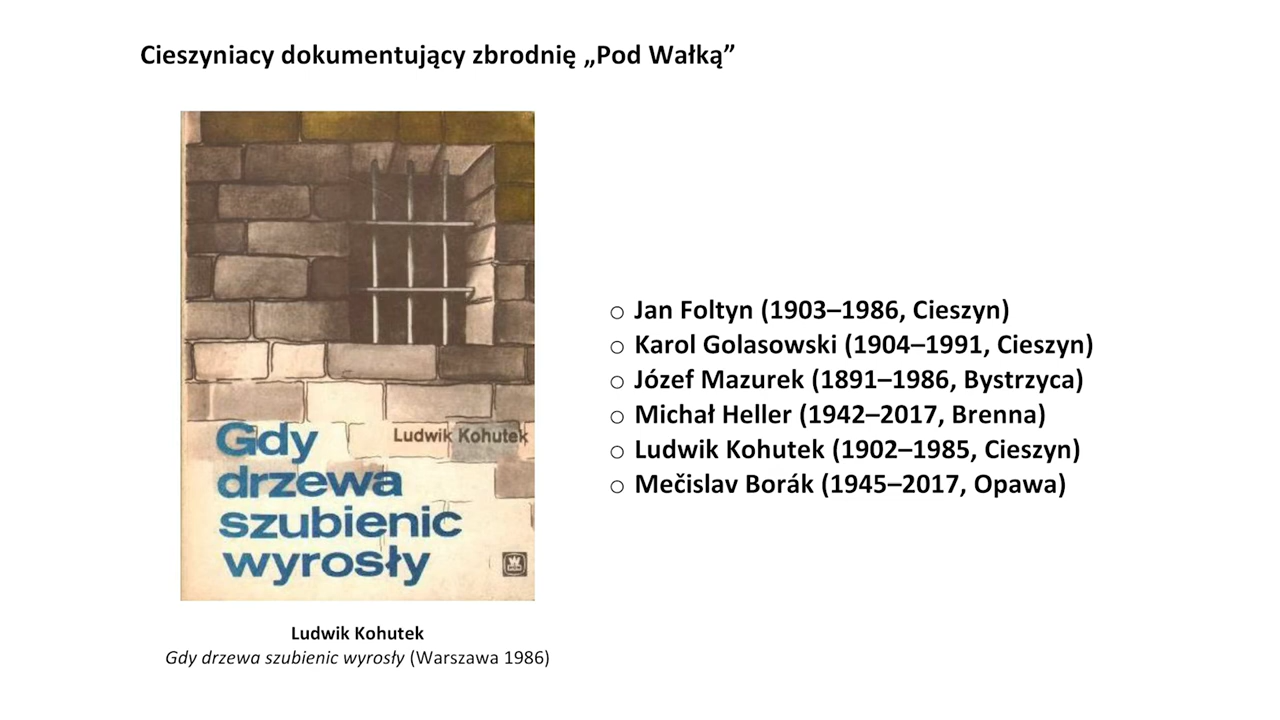 Cieszyniacy dokumentujący zbrodnię „Pod Wałką”
Ludwik Kohutek
Gdy
drzewa
szubienic
wyrosły
Ludwik Kohutek
Gdy drzewa szubienic wyrosły (Warszawa 1986)
○ Jan Foltyn (1903–1986, Cieszyn)
○ Karol Golasowski (1904–1991, Cieszyn)
○ Józef Mazurek (1891–1986, Bystrzyca)
○ Michał Heller (1942–2017, Brenna)
○ Ludwik Kohutek (1902–1985, Cieszyn)
○ Mečislav Borák (1945–2017, Opawa)